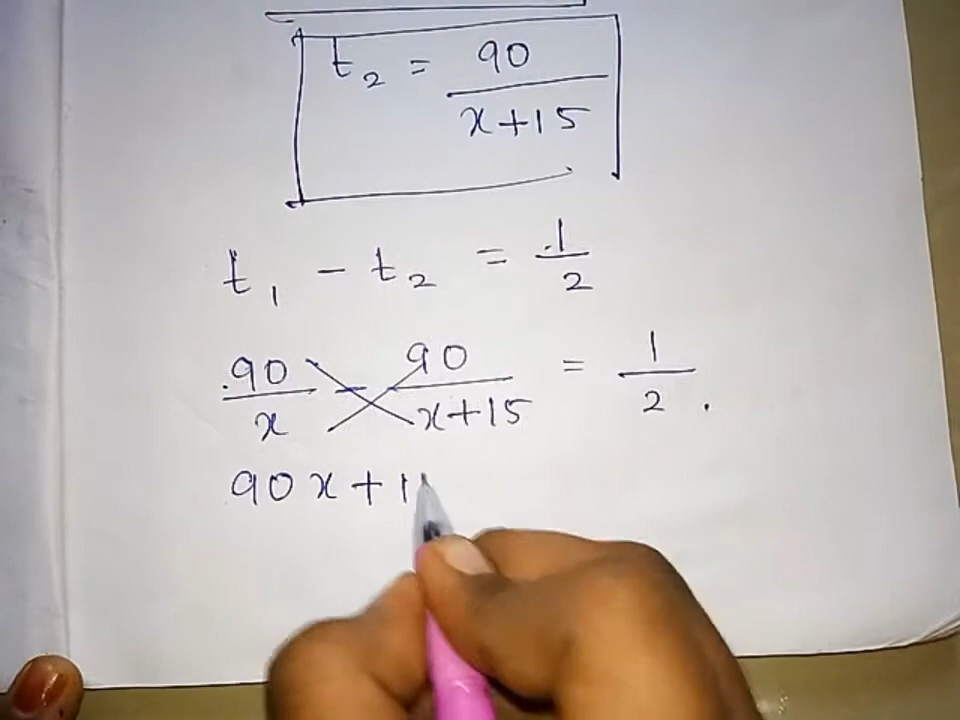 t₂ = 90/(x+15)
t₁ - t₂ = 1/2
90/x - 90/(x+15) = 1/2.
90x+1